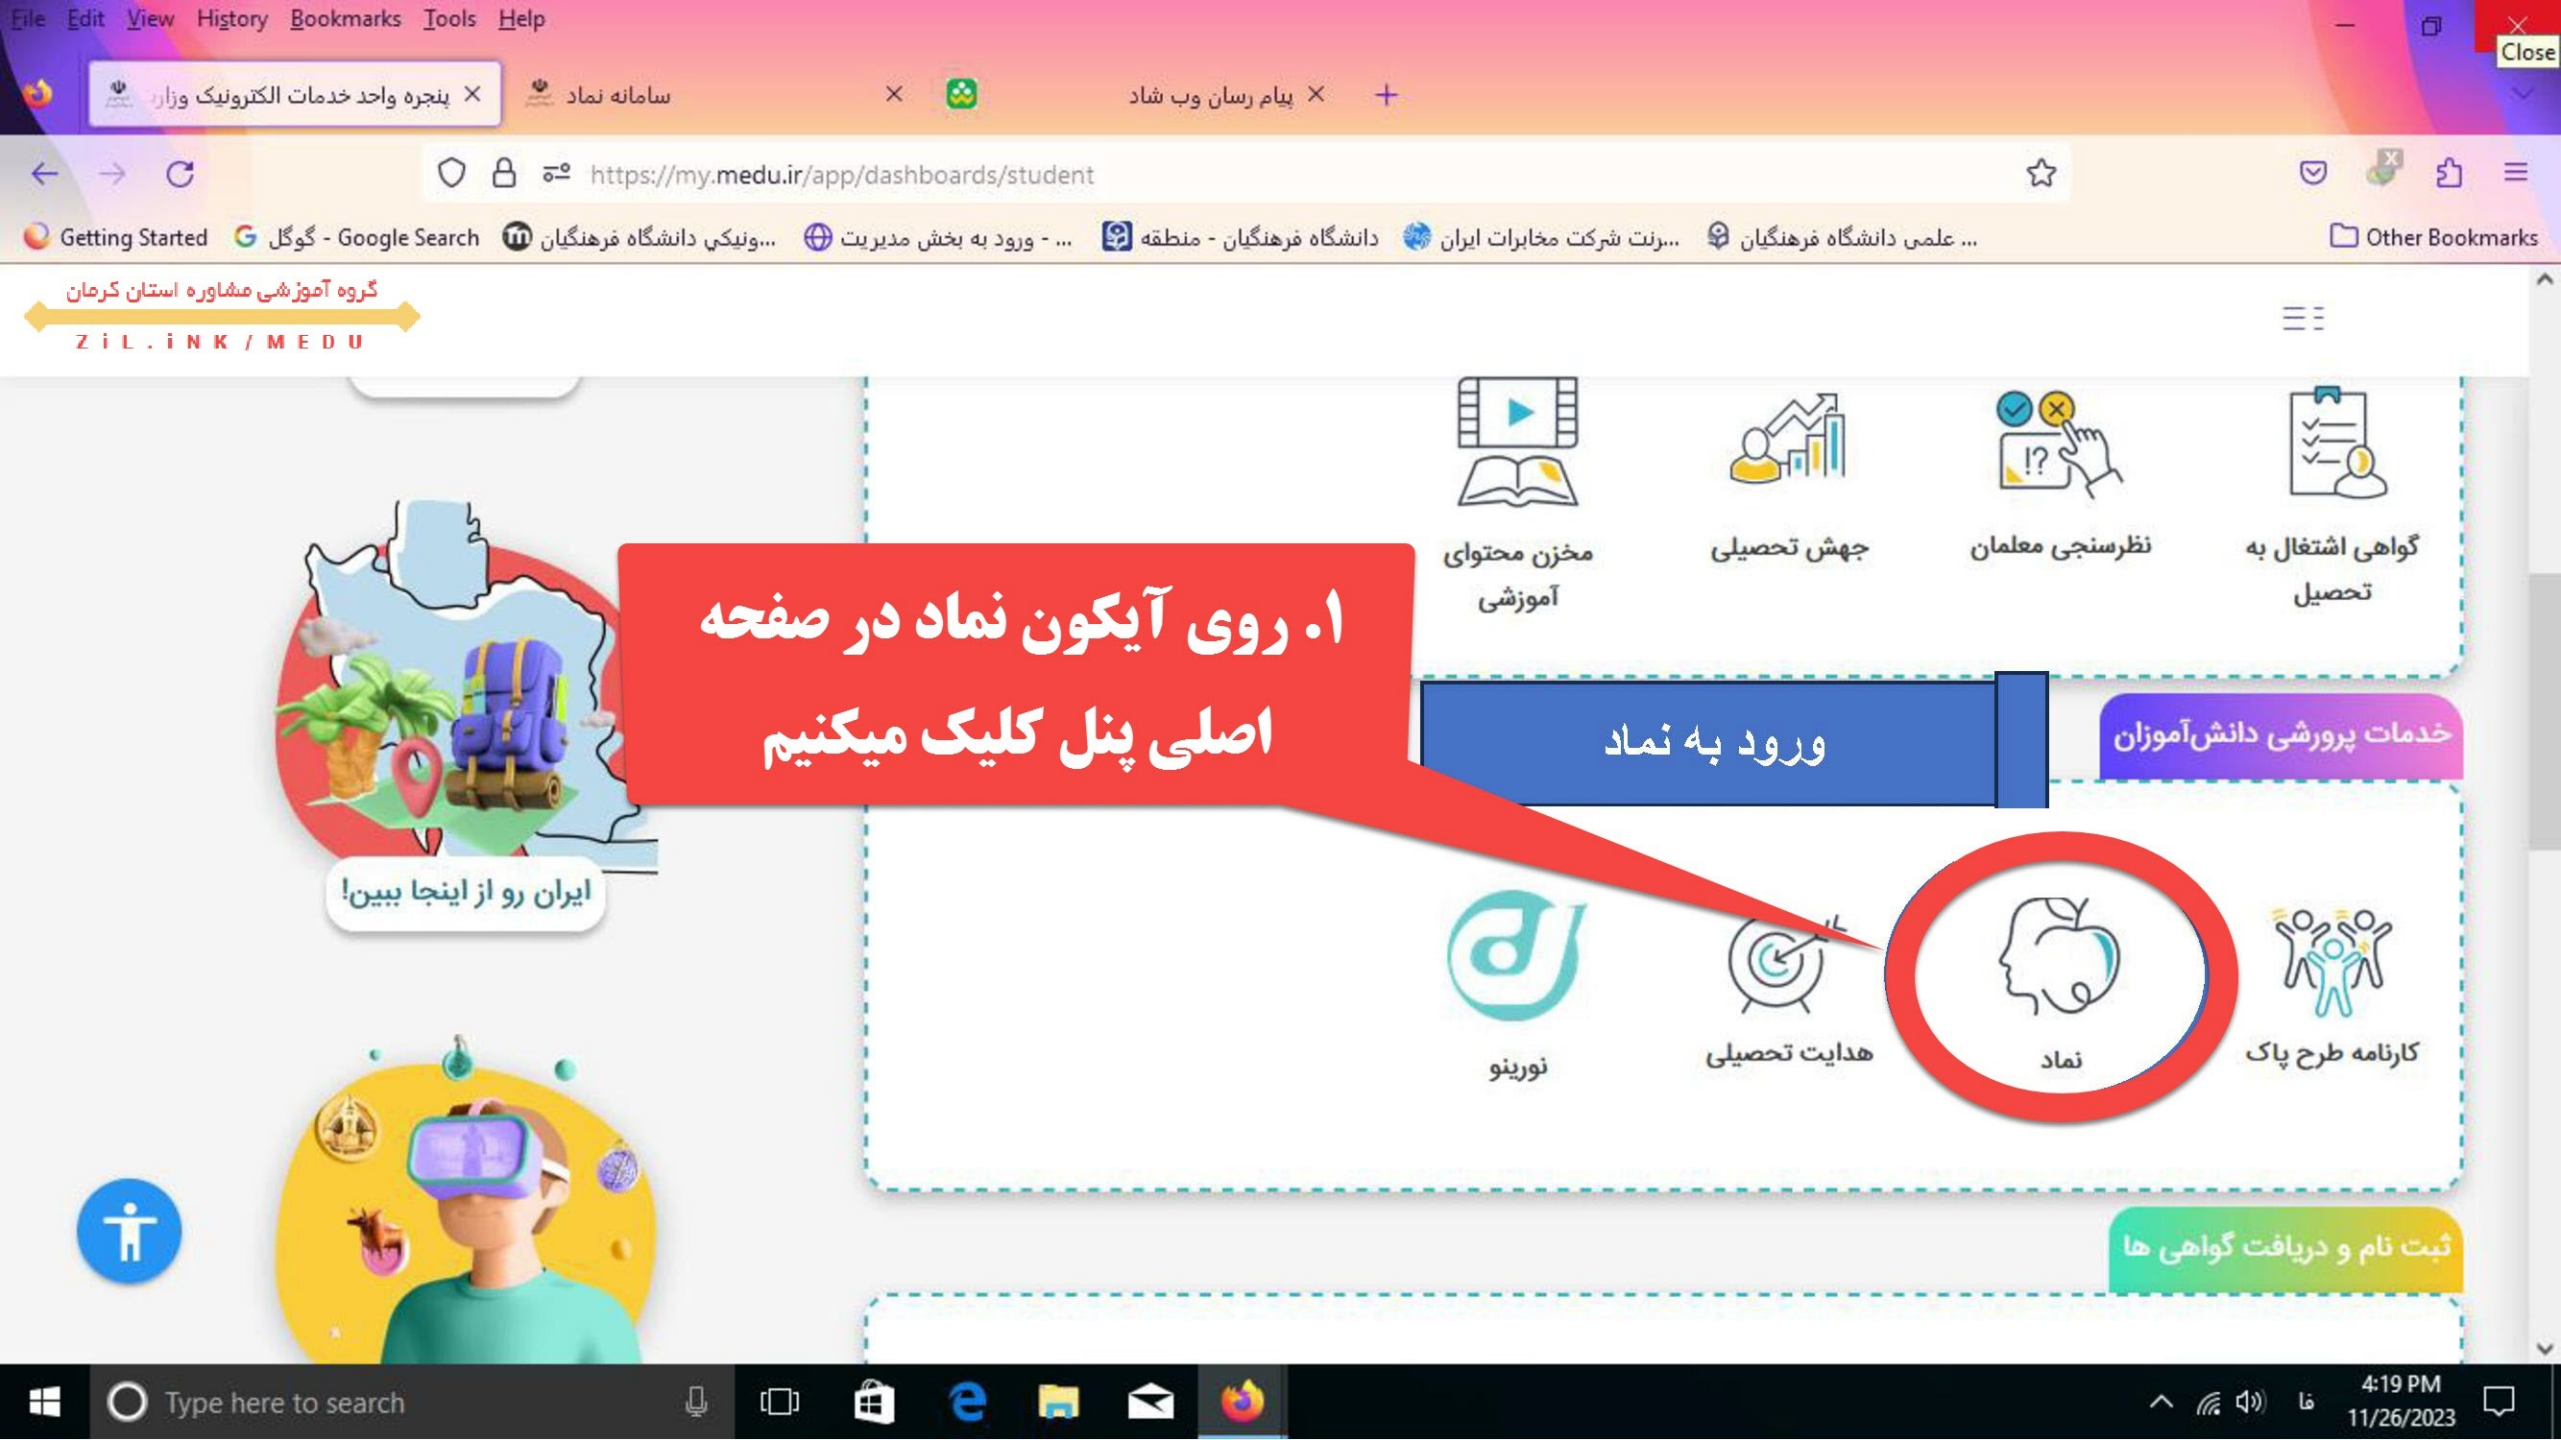 File Edit View History Bookmarks Tools Help
Close
پنجره واحد خدمات الکترونیک وزار
سامانه نماد
پیام رسان وب شاد
https://my.medu.ir/app/dashboards/student
Getting Started
گوگل - Google Search
ونیکي دانشگاه فرهنگیان...
ورود به بخش مدیریت - ...
دانشگاه فرهنگیان - منطقه
رنت شرکت مخابرات ایران...
علمی دانشگاه فرهنگیان ...
Other Bookmarks
گروه آموزشی مشاوره استان کرمان
ZiL.iNK/MEDU
گواهی اشتغال به
تحصیل
نظرسنجی معلمان
جهش تحصیلی
مخزن محتوای
آموزشی
۱. روی آیکون نماد در صفحه
اصلی پنل کلیک میکنیم
ورود به نماد
خدمات پرورشی دانش‌آموزان
کارنامه طرح پاک
نماد
هدایت تحصیلی
نورینو
ایران رو از اینجا ببین!
ثبت نام و دریافت گواهی ها
Type here to search
فا
4:19 PM
11/26/2023